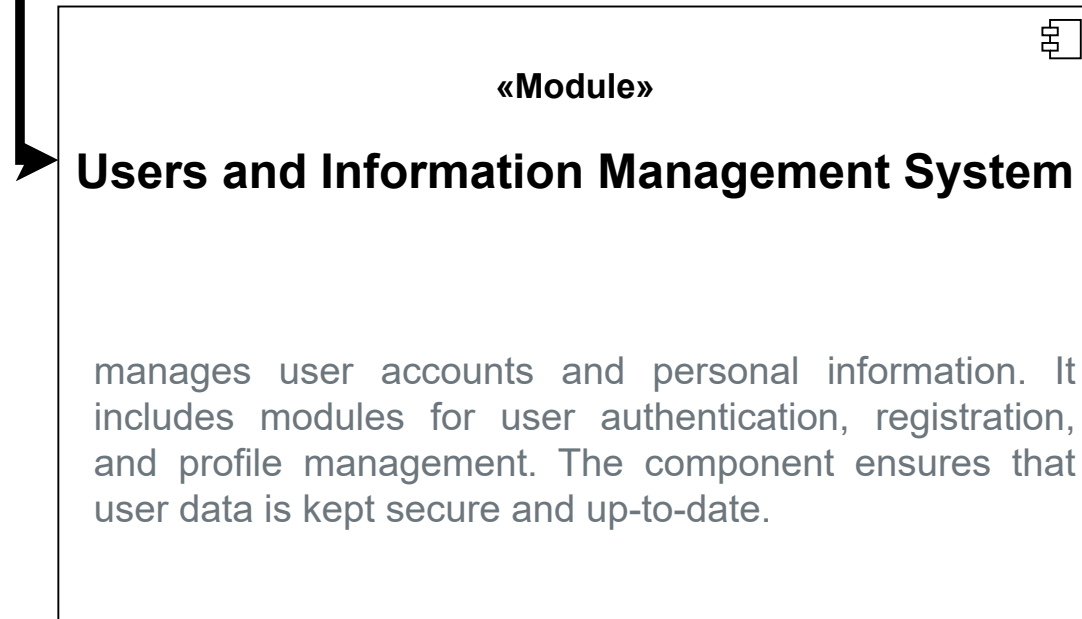 «Module»
Users and Information Management System
manages user accounts and personal information. It
includes modules for user authentication, registration,
and profile management. The component ensures that
user data is kept secure and up-to-date.